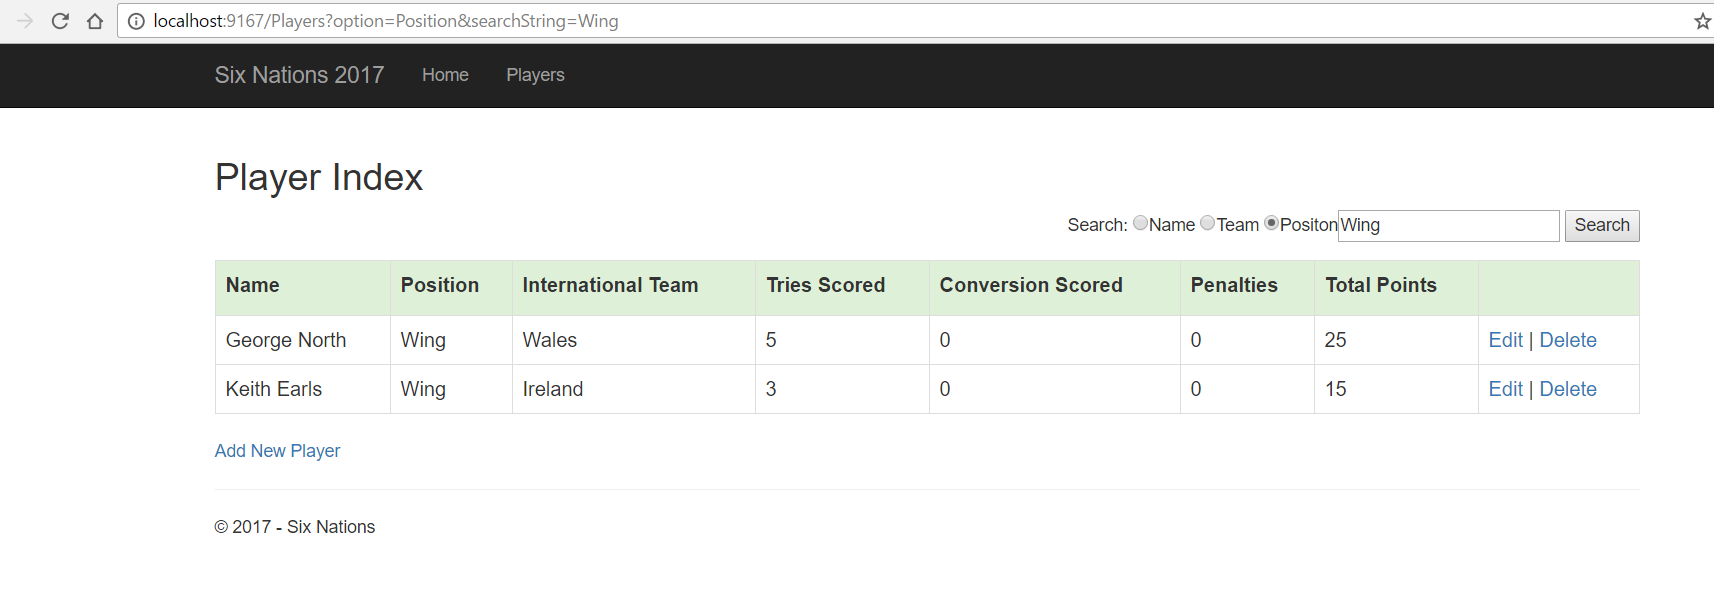 localhost:9167/Players?option=Position&searchString=Wing
Six Nations 2017 Home Players
Player Index
Search: Name Team Positon Wing Search
Name Position International Team Tries Scored Conversion Scored Penalties Total Points
George North Wing Wales 5 0 0 25 Edit | Delete
Keith Earls Wing Ireland 3 0 0 15 Edit | Delete
Add New Player
© 2017 - Six Nations